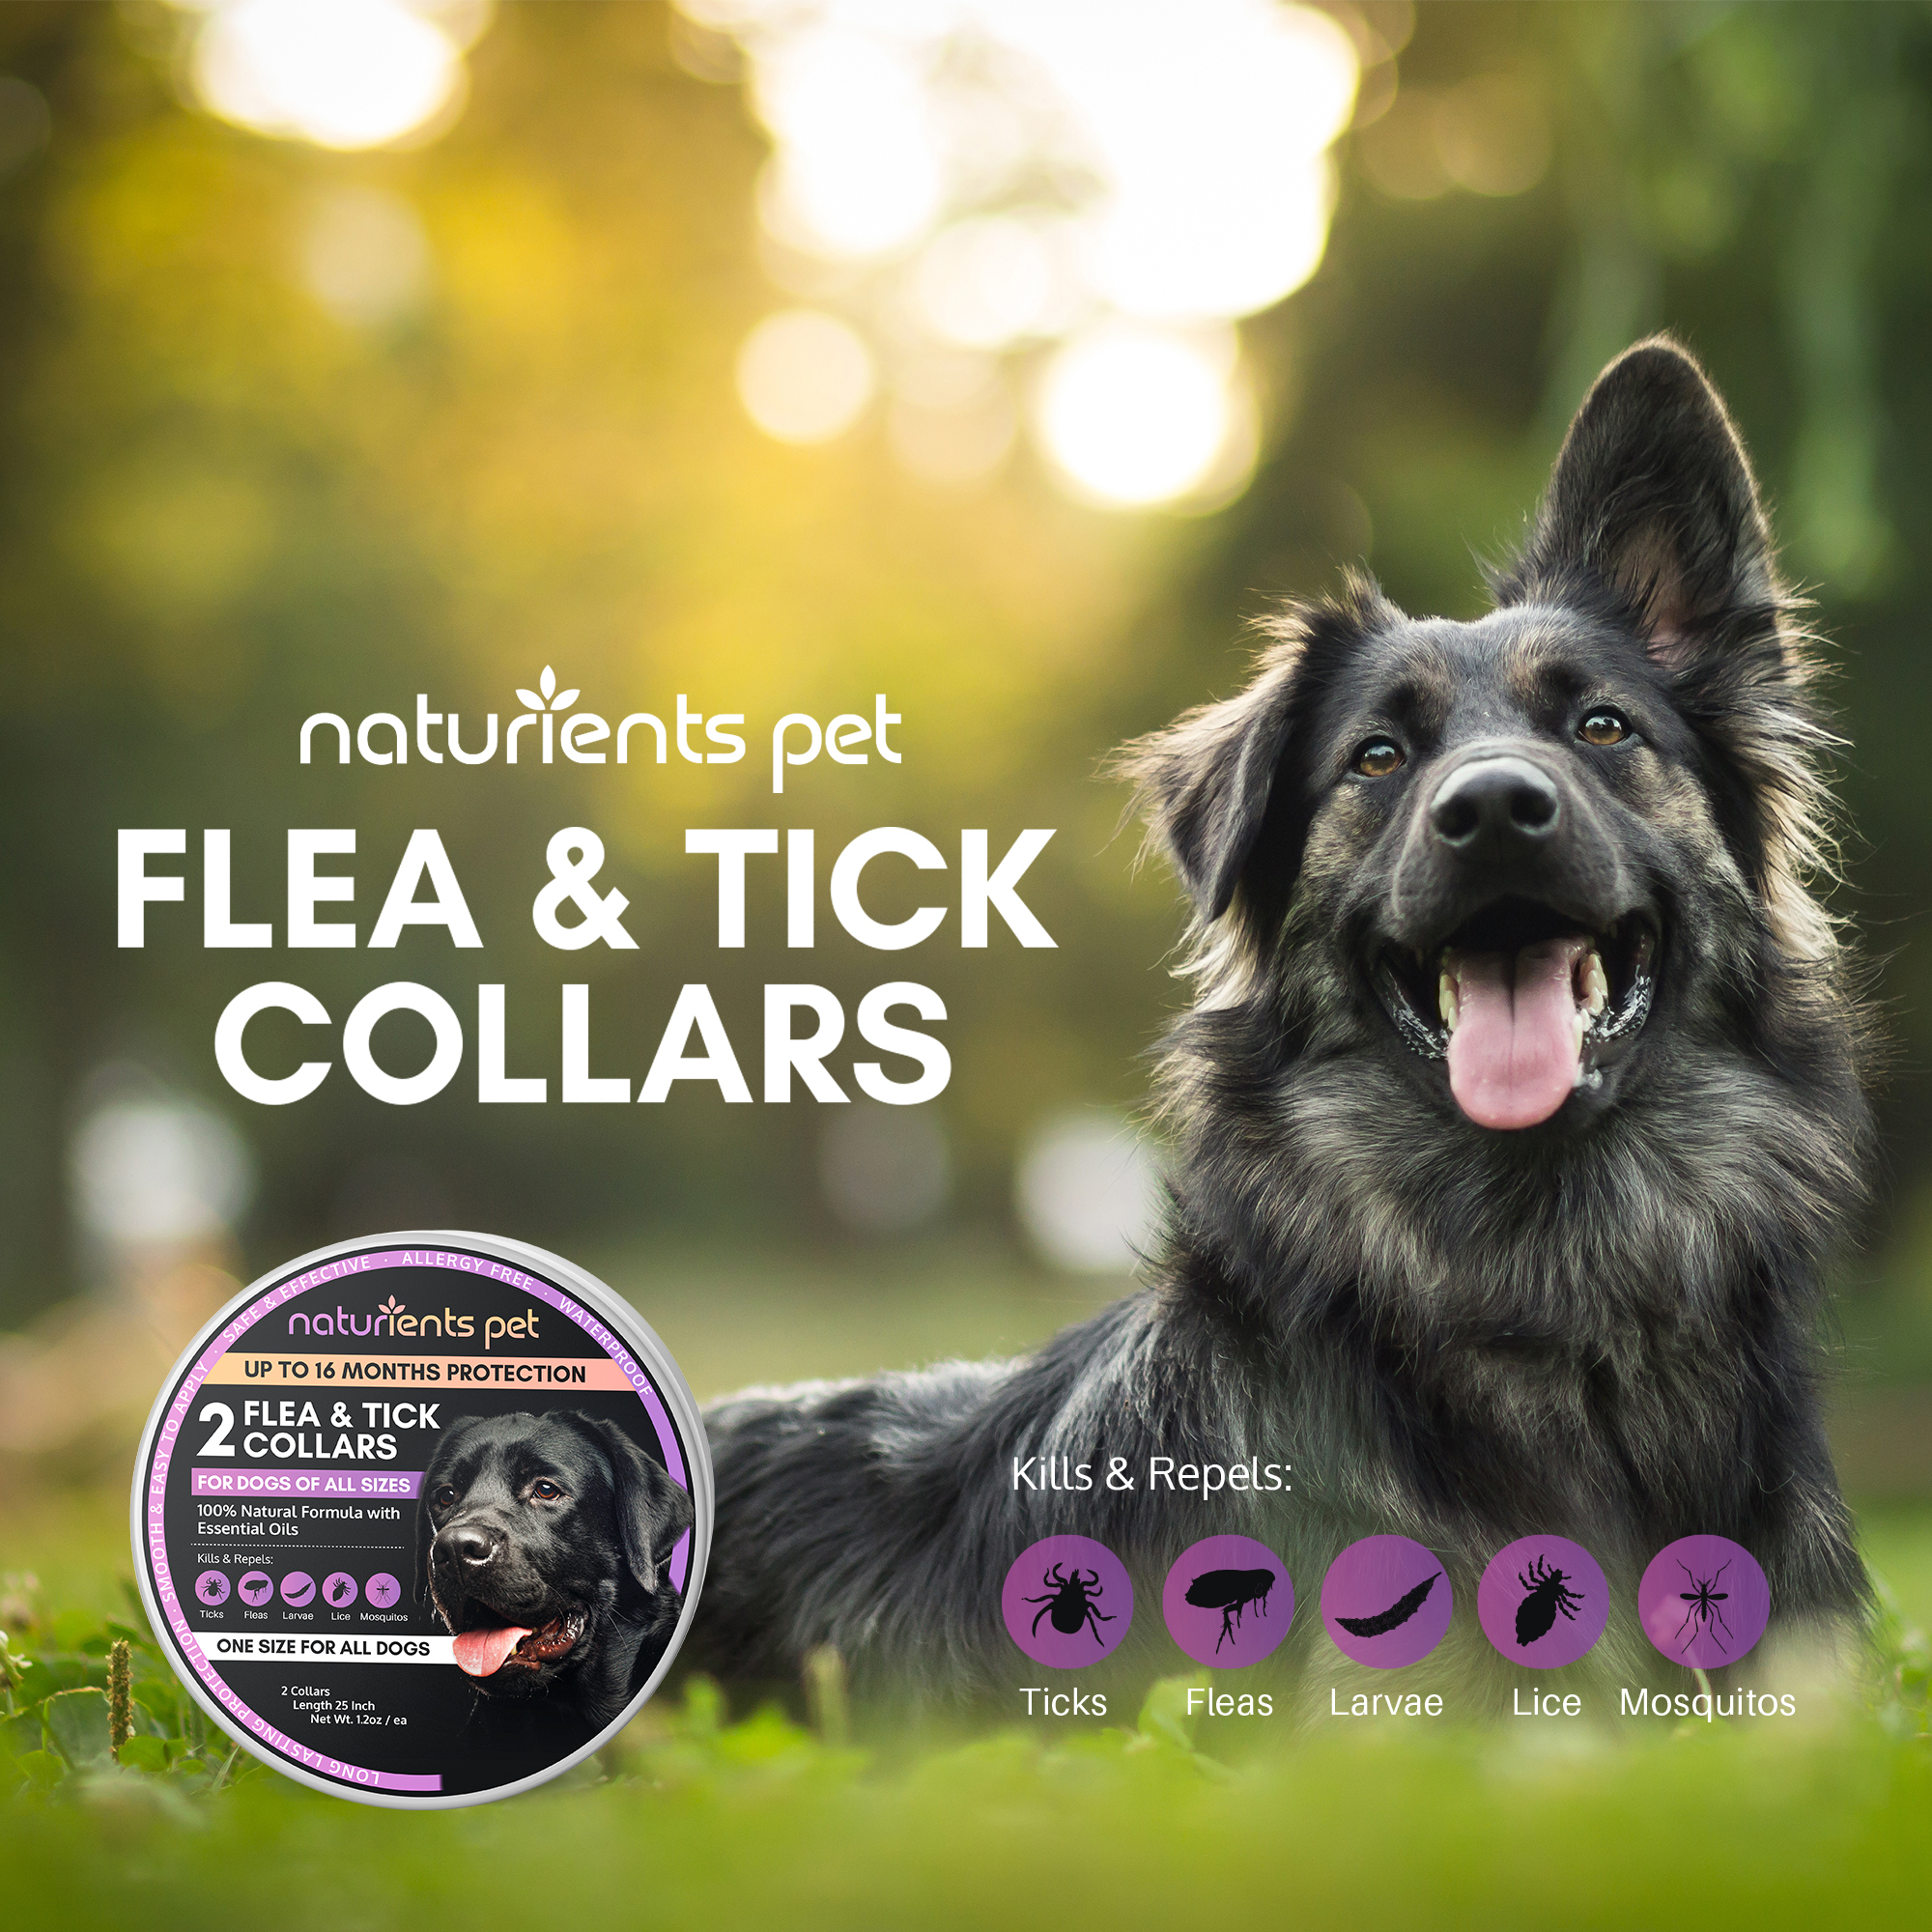 naturients pet
FLEA & TICK
COLLARS
SAFE & EFFECTIVE · ALLERGY FREE · WATERPROOF
LONG LASTING PROTECTION · SMOOTH & EASY TO APPLY ·
naturients pet
UP TO 16 MONTHS PROTECTION
2 FLEA & TICK
COLLARS
FOR DOGS OF ALL SIZES
100% Natural Formula with
Essential Oils
Kills & Repels:
Ticks Fleas Larvae Lice Mosquitos
ONE SIZE FOR ALL DOGS
2 Collars
Length 25 Inch
Net Wt. 1.2oz / ea
Kills & Repels:
Ticks Fleas Larvae Lice Mosquitos